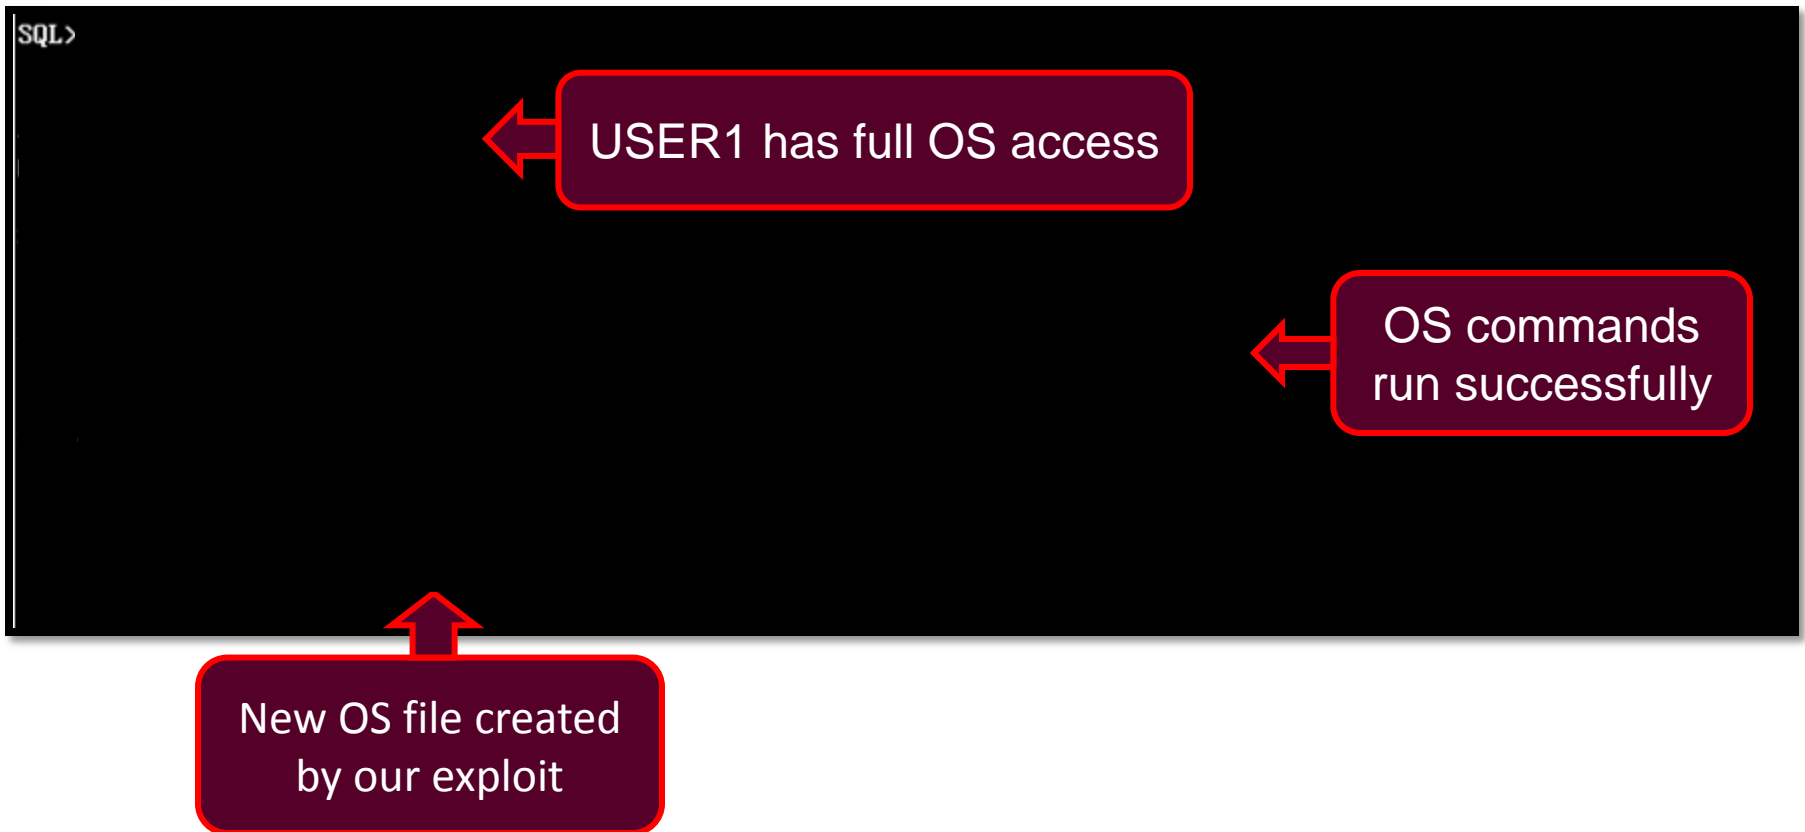 SQL>
USER1 has full OS access
OS commands
run successfully
New OS file created
by our exploit